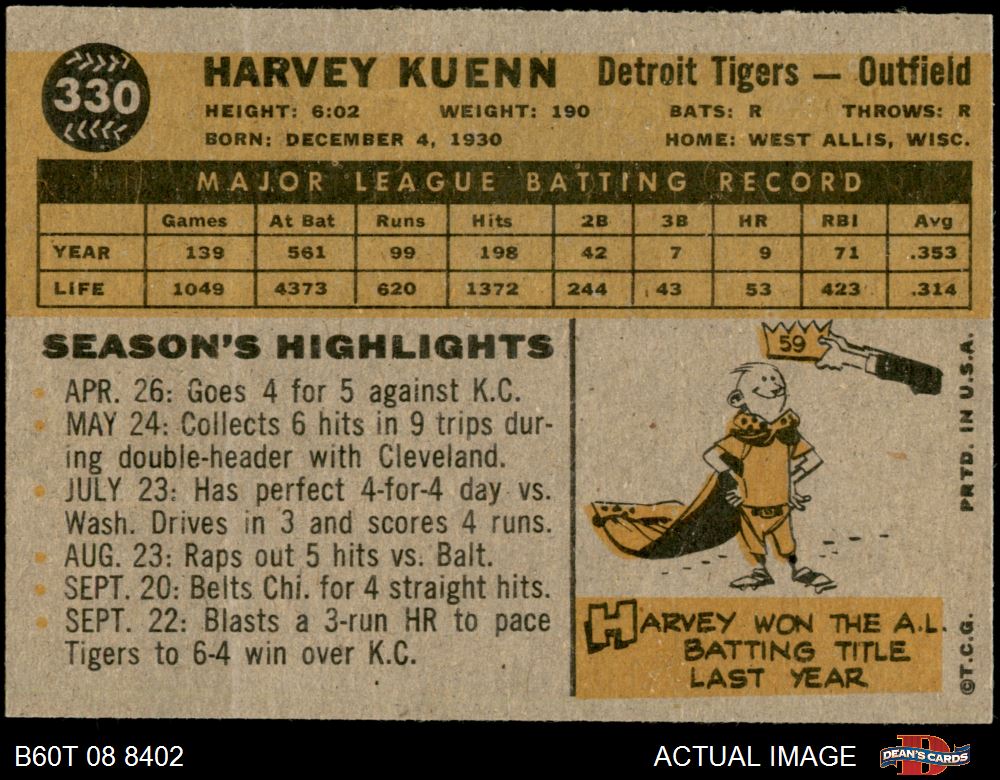 330
HARVEY KUENN Detroit Tigers — Outfield
HEIGHT: 6:02 WEIGHT: 190 BATS: R THROWS: R
BORN: DECEMBER 4, 1930 HOME: WEST ALLIS, WISC.
MAJOR LEAGUE BATTING RECORD
Games At Bat Runs Hits 2B 3B HR RBI Avg
YEAR 139 561 99 198 42 7 9 71 .353
LIFE 1049 4373 620 1372 244 43 53 423 .314
SEASON'S HIGHLIGHTS
• APR. 26: Goes 4 for 5 against K.C.
• MAY 24: Collects 6 hits in 9 trips dur-
ing double-header with Cleveland.
• JULY 23: Has perfect 4-for-4 day vs.
Wash. Drives in 3 and scores 4 runs.
• AUG. 23: Raps out 5 hits vs. Balt.
• SEPT. 20: Belts Chi. for 4 straight hits.
• SEPT. 22: Blasts a 3-run HR to pace
Tigers to 6-4 win over K.C.
59
HARVEY WON THE A.L.
BATTING TITLE
LAST YEAR
©T.C.G. PRTD. IN U.S.A.
B60T 08 8402 ACTUAL IMAGE DEAN'S CARDS